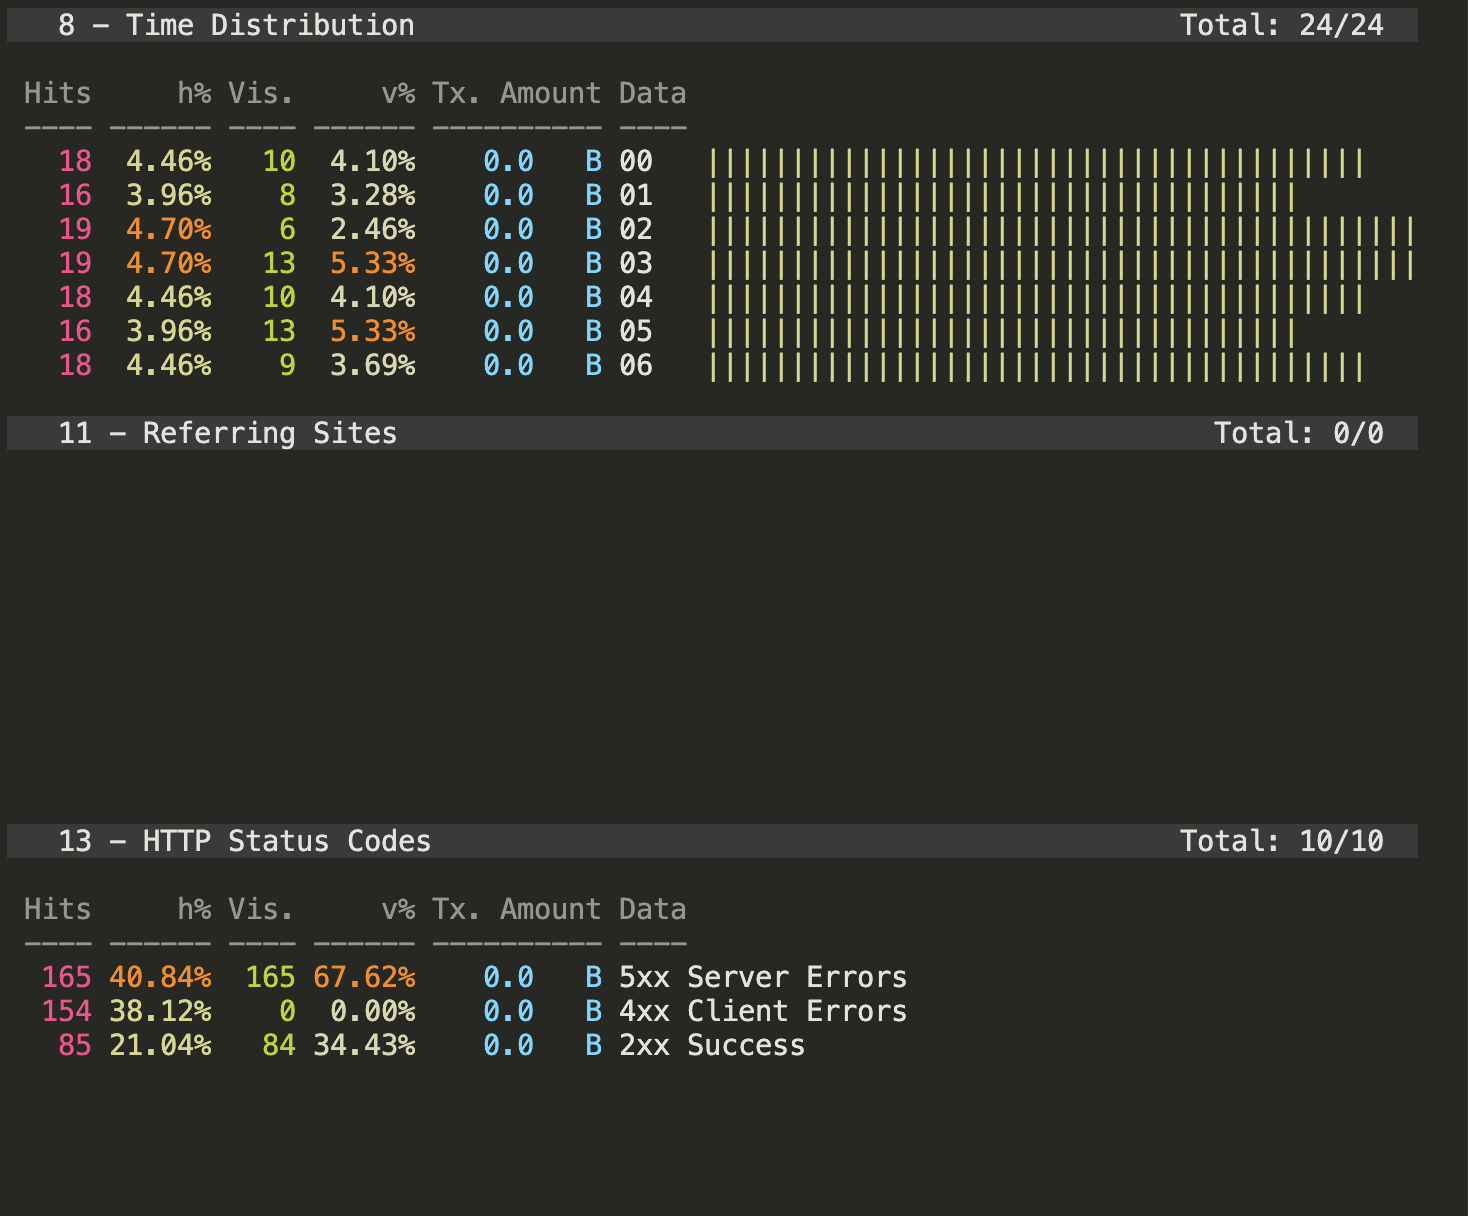 8 - Time Distribution Total: 24/24
Hits h% Vis. v% Tx. Amount Data
---- ------ ---- ------ ---------- ----
18 4.46% 10 4.10% 0.0 B 00 |||||||||||||||||||||||||||||||||||||||
16 3.96% 8 3.28% 0.0 B 01 |||||||||||||||||||||||||||||||||||
19 4.70% 6 2.46% 0.0 B 02 ||||||||||||||||||||||||||||||||||||||||||
19 4.70% 13 5.33% 0.0 B 03 ||||||||||||||||||||||||||||||||||||||||||
18 4.46% 10 4.10% 0.0 B 04 |||||||||||||||||||||||||||||||||||||||
16 3.96% 13 5.33% 0.0 B 05 |||||||||||||||||||||||||||||||||||
18 4.46% 9 3.69% 0.0 B 06 |||||||||||||||||||||||||||||||||||||||
11 - Referring Sites Total: 0/0
13 - HTTP Status Codes Total: 10/10
Hits h% Vis. v% Tx. Amount Data
---- ------ ---- ------ ---------- ----
165 40.84% 165 67.62% 0.0 B 5xx Server Errors
154 38.12% 0 0.00% 0.0 B 4xx Client Errors
85 21.04% 84 34.43% 0.0 B 2xx Success